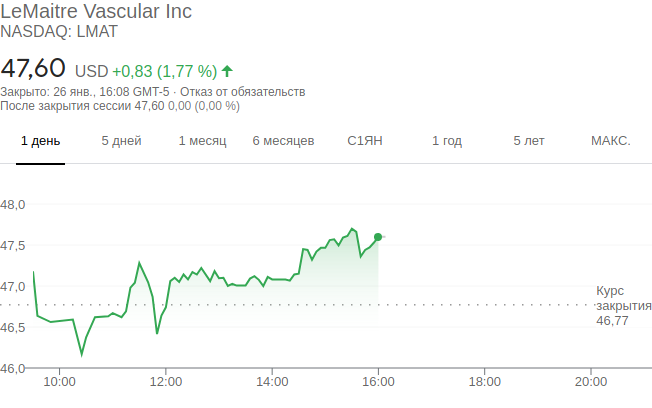 LeMaitre Vascular Inc
NASDAQ: LMAT
47,60 USD +0,83 (1,77 %)
Закрыто: 26 янв., 16:08 GMT-5 · Отказ от обязательств
После закрытия сессии 47,60 0,00 (0,00 %)
1 день 5 дней 1 месяц 6 месяцев С1ЯН 1 год 5 лет МАКС.
48,0
47,5
47,0
Курс
закрытия
46,77
46,5
46,0
10:00 12:00 14:00 16:00 18:00 20:00